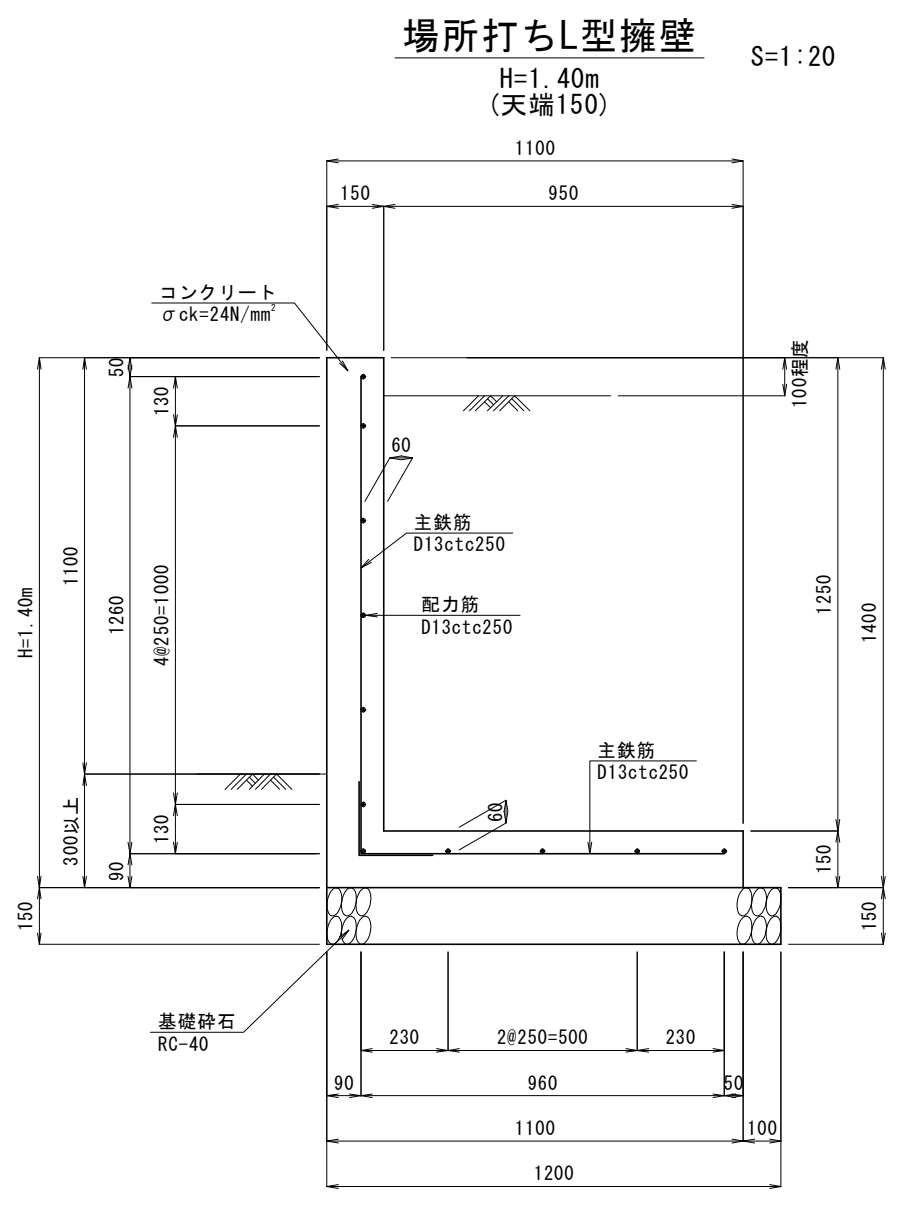 場所打ちL型擁壁
S=1:20
H=1.40m
(天端150)
1100
150
950
コンクリート
σck=24N/mm²
50
130
100程度
60
主鉄筋
D13ctc250
1100
H=1.40m
1260
4@250=1000
配力筋
D13ctc250
1250
1400
主鉄筋
D13ctc250
60
300以上
130
90
150
150
150
基礎砕石
RC-40
230
2@250=500
230
90
960
50
1100
100
1200